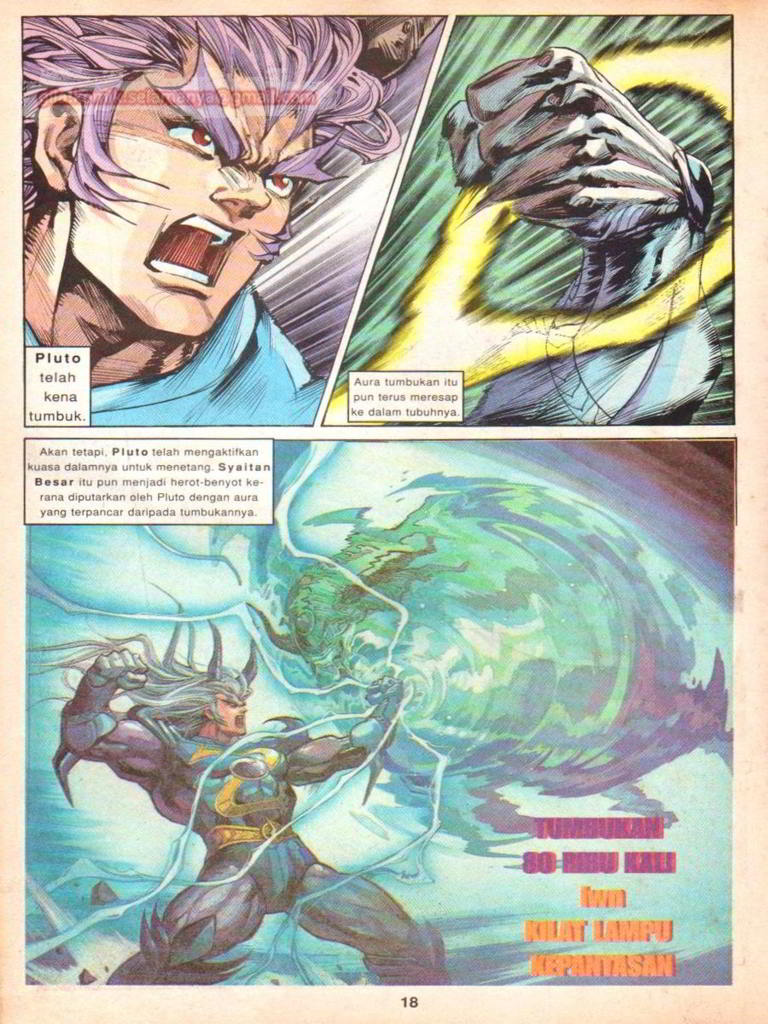 Pluto
telah
kena
tumbuk.
Aura tumbukan itu
pun terus meresap
ke dalam tubuhnya.
Akan tetapi, Pluto telah mengaktifkan
kuasa dalamnya untuk menetang. Syaitan
Besar itu pun menjadi herot-benyot ke-
rana diputarkan oleh Pluto dengan aura
yang terpancar daripada tumbukannya.
TUMBUKAN
80 RIBU KALI
lwn
KILAT LAMPU
KEPANTASAN
18